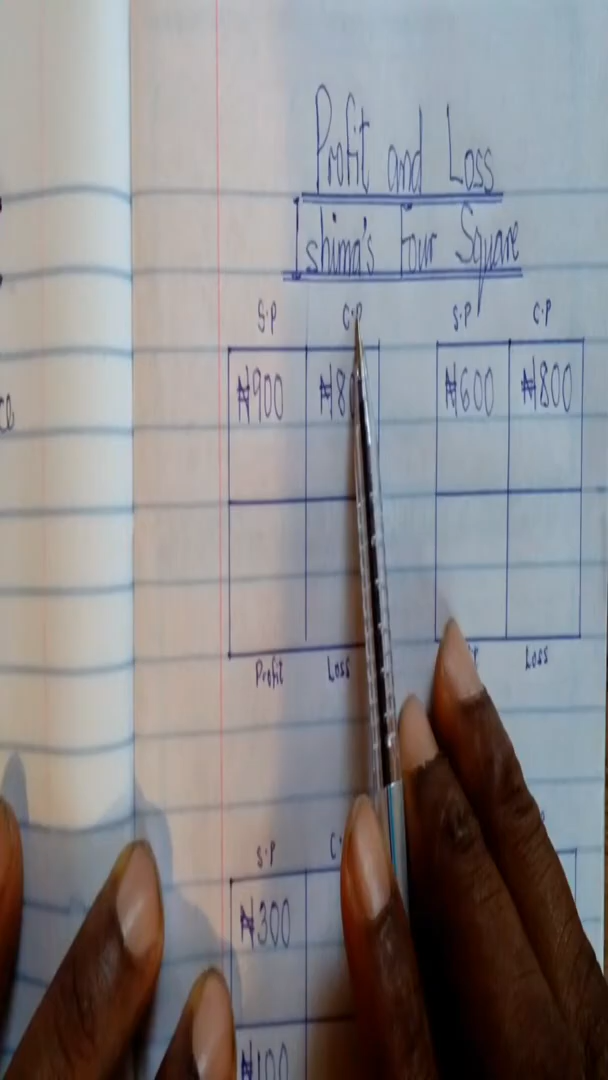 Profit and Loss
Ishima's Four Square
S.P C.P S.P C.P
₦900 ₦600 ₦800
Profit Loss Loss
S.P
₦300
₦100